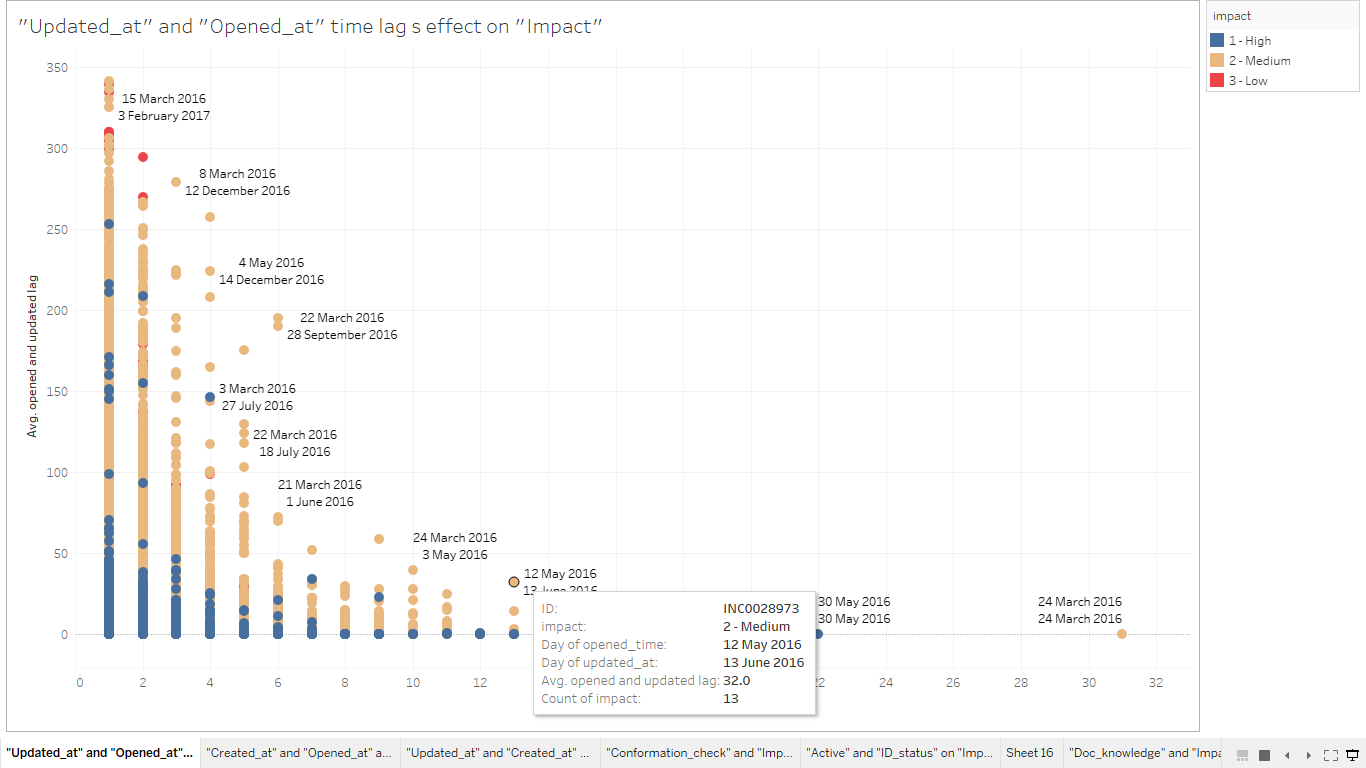 "Updated_at" and "Opened_at" time lag s effect on "Impact"
impact
1 - High
2 - Medium
3 - Low
350
300
250
200
150
100
50
0
Avg. opened and updated lag
15 March 2016
3 February 2017
8 March 2016
12 December 2016
4 May 2016
14 December 2016
22 March 2016
28 September 2016
3 March 2016
27 July 2016
22 March 2016
18 July 2016
21 March 2016
1 June 2016
24 March 2016
3 May 2016
12 May 2016
13 June 2016
30 May 2016
30 May 2016
24 March 2016
24 March 2016
ID: INC0028973
impact: 2 - Medium
Day of opened_time: 12 May 2016
Day of updated_at: 13 June 2016
Avg. opened and updated lag: 32.0
Count of impact: 13
0 2 4 6 8 10 12 22 24 26 28 30 32
"Updated_at" and "Opened_at"... "Created_at" and "Opened_at" a... "Updated_at" and "Created_at" ... "Conformation_check" and "Imp... "Active" and "ID_status" on "Imp... Sheet 16 "Doc_knowledge" and "Impa